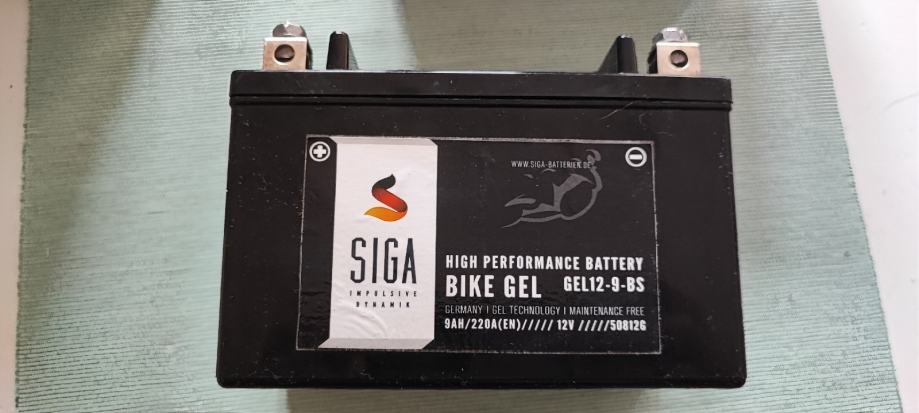 WWW.SIGA-BATTERIEN.DE
SIGA
IMPULSIVE
DYNAMIK
HIGH PERFORMANCE BATTERY
BIKE GEL GEL12-9-BS
GERMANY | GEL TECHNOLOGY | MAINTENANCE FREE
9AH/220A(EN)///// 12V /////50812G